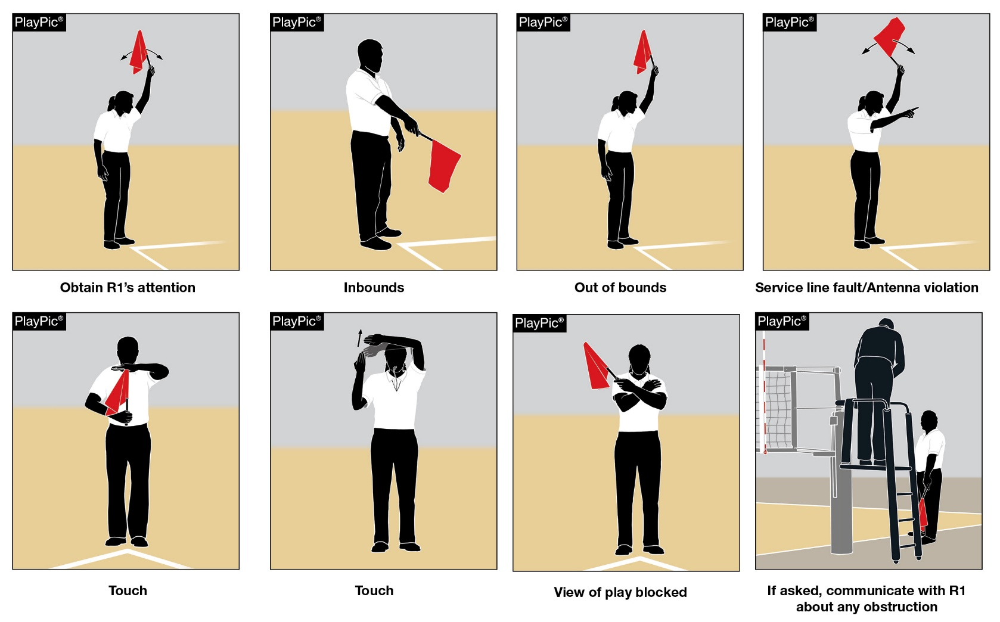 PlayPic®
PlayPic®
PlayPic®
PlayPic®
Obtain R1’s attention
Inbounds
Out of bounds
Service line fault/Antenna violation
PlayPic®
PlayPic®
PlayPic®
PlayPic®
Touch
Touch
View of play blocked
If asked, communicate with R1
about any obstruction